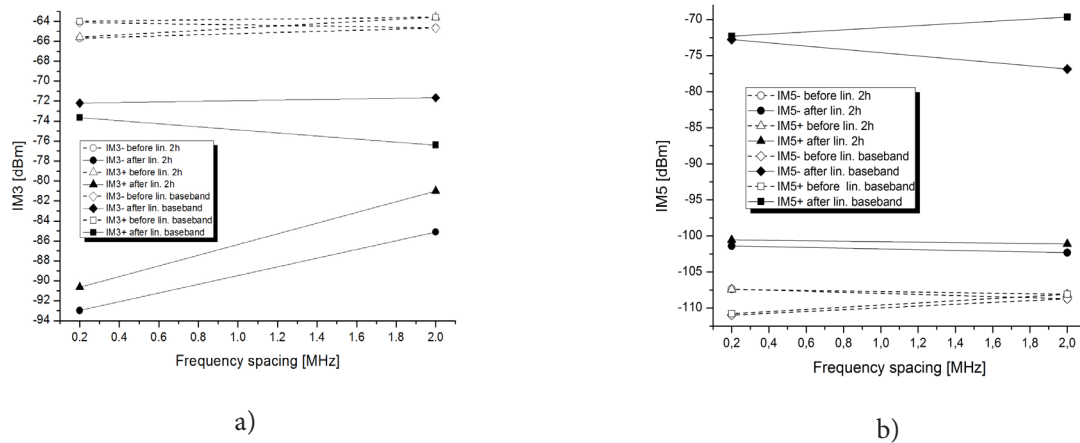 -64
-66
-68
-70
-71
-72
-74
-76
-78
-80
-81
-82
-84
-86
-88
-90
-91
-92
-94
IM3 [dBm]
IM3- before lin. 2h
IM3- after lin. 2h
IM3+ before lin. 2h
IM3+ after lin. 2h
IM3- before lin. baseband
IM3- after lin. baseband
IM3+ before lin. baseband
IM3+ after lin. baseband
0.2 0.4 0.6 0.8 1.0 1.2 1.4 1.6 1.8 2.0
Frequency spacing [MHz]
a)
-70
-75
-80
-85
-90
-95
-100
-105
-110
IM5 [dBm]
IM5- before lin. 2h
IM5- after lin. 2h
IM5+ before lin. 2h
IM5+ after lin. 2h
IM5- before lin. baseband
IM5- after lin. baseband
IM5+ before lin. baseband
IM5+ after lin. baseband
0,2 0,4 0,6 0,8 1,0 1,2 1,4 1,6 1,8 2,0
Frequency spacing [MHz]
b)